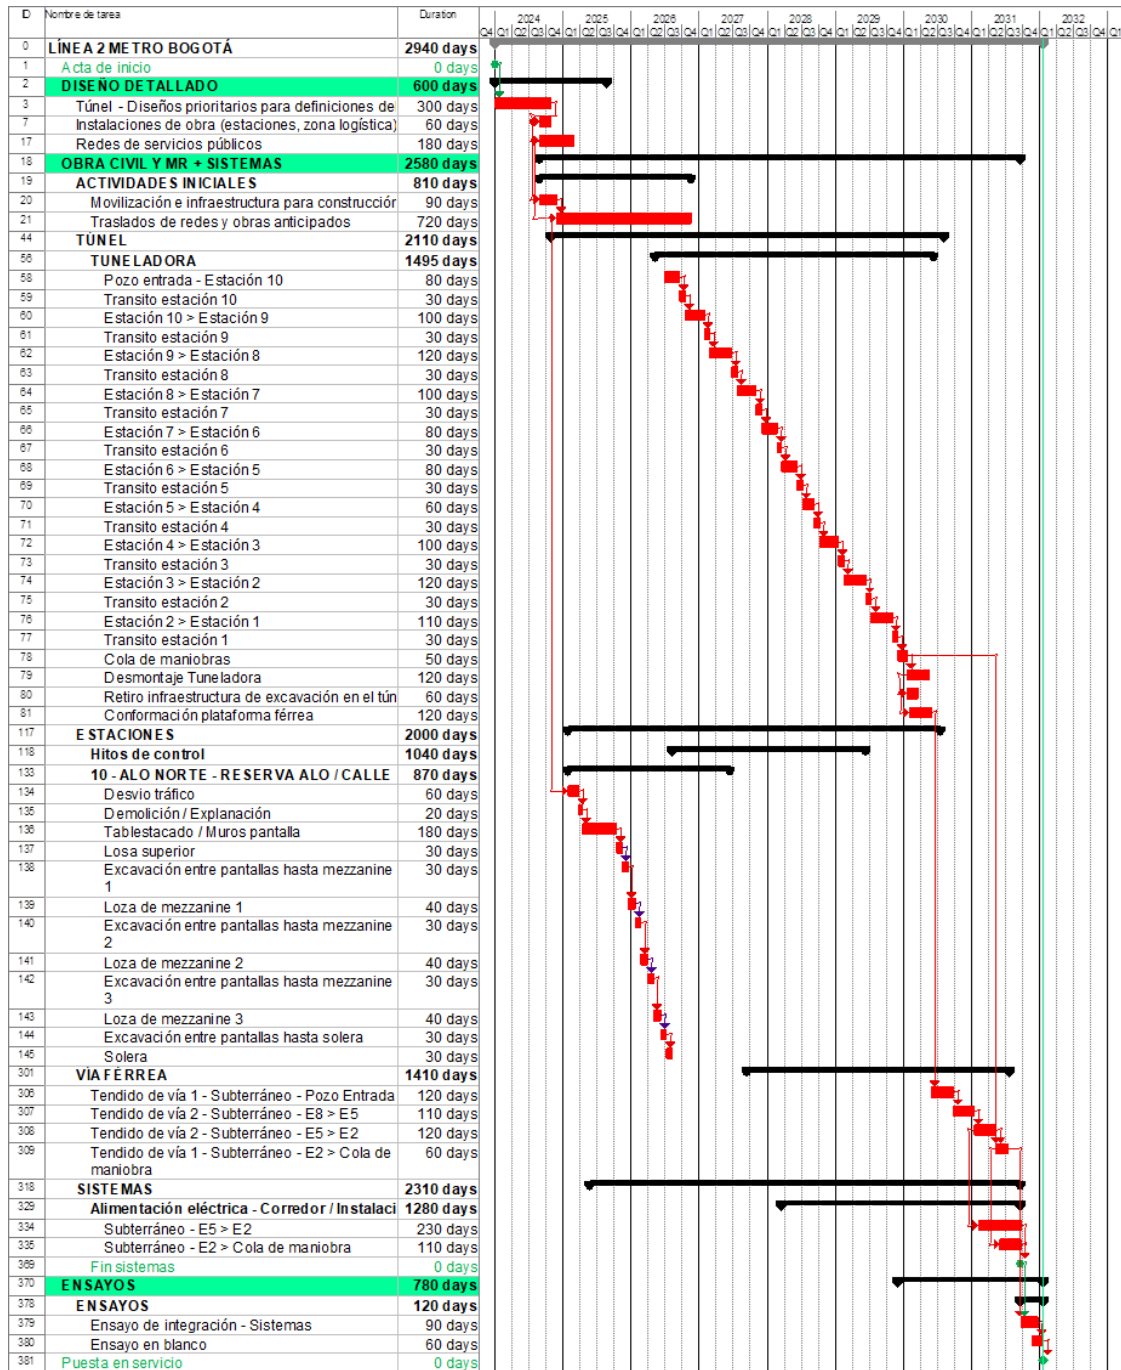 ID Nombre de tarea Duration 2024 2025 2026 2027 2028 2029 2030 2031 2032
Q4 Q1 Q2 Q3 Q4 Q1 Q2 Q3 Q4 Q1 Q2 Q3 Q4 Q1 Q2 Q3 Q4 Q1 Q2 Q3 Q4 Q1 Q2 Q3 Q4 Q1 Q2 Q3 Q4 Q1 Q2 Q3 Q4 Q1 Q2 Q3 Q4 Q1
0 LÍNEA 2 METRO BOGOTÁ 2940 days
1 Acta de inicio 0 days
2 DISEÑO DETALLADO 600 days
3 Túnel - Diseños prioritarios para definiciones de 300 days
7 Instalaciones de obra (estaciones, zona logística) 60 days
17 Redes de servicios públicos 180 days
18 OBRA CIVIL Y MR + SISTEMAS 2580 days
19 ACTIVIDADES INICIALES 810 days
20 Movilización e infraestructura para construcción 90 days
21 Traslados de redes y obras anticipados 720 days
44 TÚNEL 2110 days
56 TUNELADORA 1495 days
58 Pozo entrada - Estación 10 80 days
59 Transito estación 10 30 days
60 Estación 10 > Estación 9 100 days
61 Transito estación 9 30 days
62 Estación 9 > Estación 8 120 days
63 Transito estación 8 30 days
64 Estación 8 > Estación 7 100 days
65 Transito estación 7 30 days
66 Estación 7 > Estación 6 80 days
67 Transito estación 6 30 days
68 Estación 6 > Estación 5 80 days
69 Transito estación 5 30 days
70 Estación 5 > Estación 4 60 days
71 Transito estación 4 30 days
72 Estación 4 > Estación 3 100 days
73 Transito estación 3 30 days
74 Estación 3 > Estación 2 120 days
75 Transito estación 2 30 days
76 Estación 2 > Estación 1 110 days
77 Transito estación 1 30 days
78 Cola de maniobras 50 days
79 Desmontaje Tuneladora 120 days
80 Retiro infraestructura de excavación en el tún 60 days
81 Conformación plataforma férrea 120 days
117 ESTACIONES 2000 days
118 Hitos de control 1040 days
133 10 - ALO NORTE - RESERVA ALO / CALLE 870 days
134 Desvio tráfico 60 days
135 Demolición / Explanación 20 days
136 Tablestacado / Muros pantalla 180 days
137 Losa superior 30 days
138 Excavación entre pantallas hasta mezzanine 30 days
1
139 Loza de mezzanine 1 40 days
140 Excavación entre pantallas hasta mezzanine 30 days
2
141 Loza de mezzanine 2 40 days
142 Excavación entre pantallas hasta mezzanine 30 days
3
143 Loza de mezzanine 3 40 days
144 Excavación entre pantallas hasta solera 30 days
145 Solera 30 days
301 VÍA FÉRREA 1410 days
306 Tendido de vía 1 - Subterráneo - Pozo Entrada 120 days
307 Tendido de vía 2 - Subterráneo - E8 > E5 110 days
308 Tendido de vía 2 - Subterráneo - E5 > E2 120 days
309 Tendido de vía 1 - Subterráneo - E2 > Cola de 60 days
maniobra
318 SISTEMAS 2310 days
329 Alimentación eléctrica - Corredor / Instalaci 1280 days
334 Subterráneo - E5 > E2 230 days
335 Subterráneo - E2 > Cola de maniobra 110 days
369 Fin sistemas 0 days
370 ENSAYOS 780 days
378 ENSAYOS 120 days
379 Ensayo de integración - Sistemas 90 days
380 Ensayo en blanco 60 days
381 Puesta en servicio 0 days